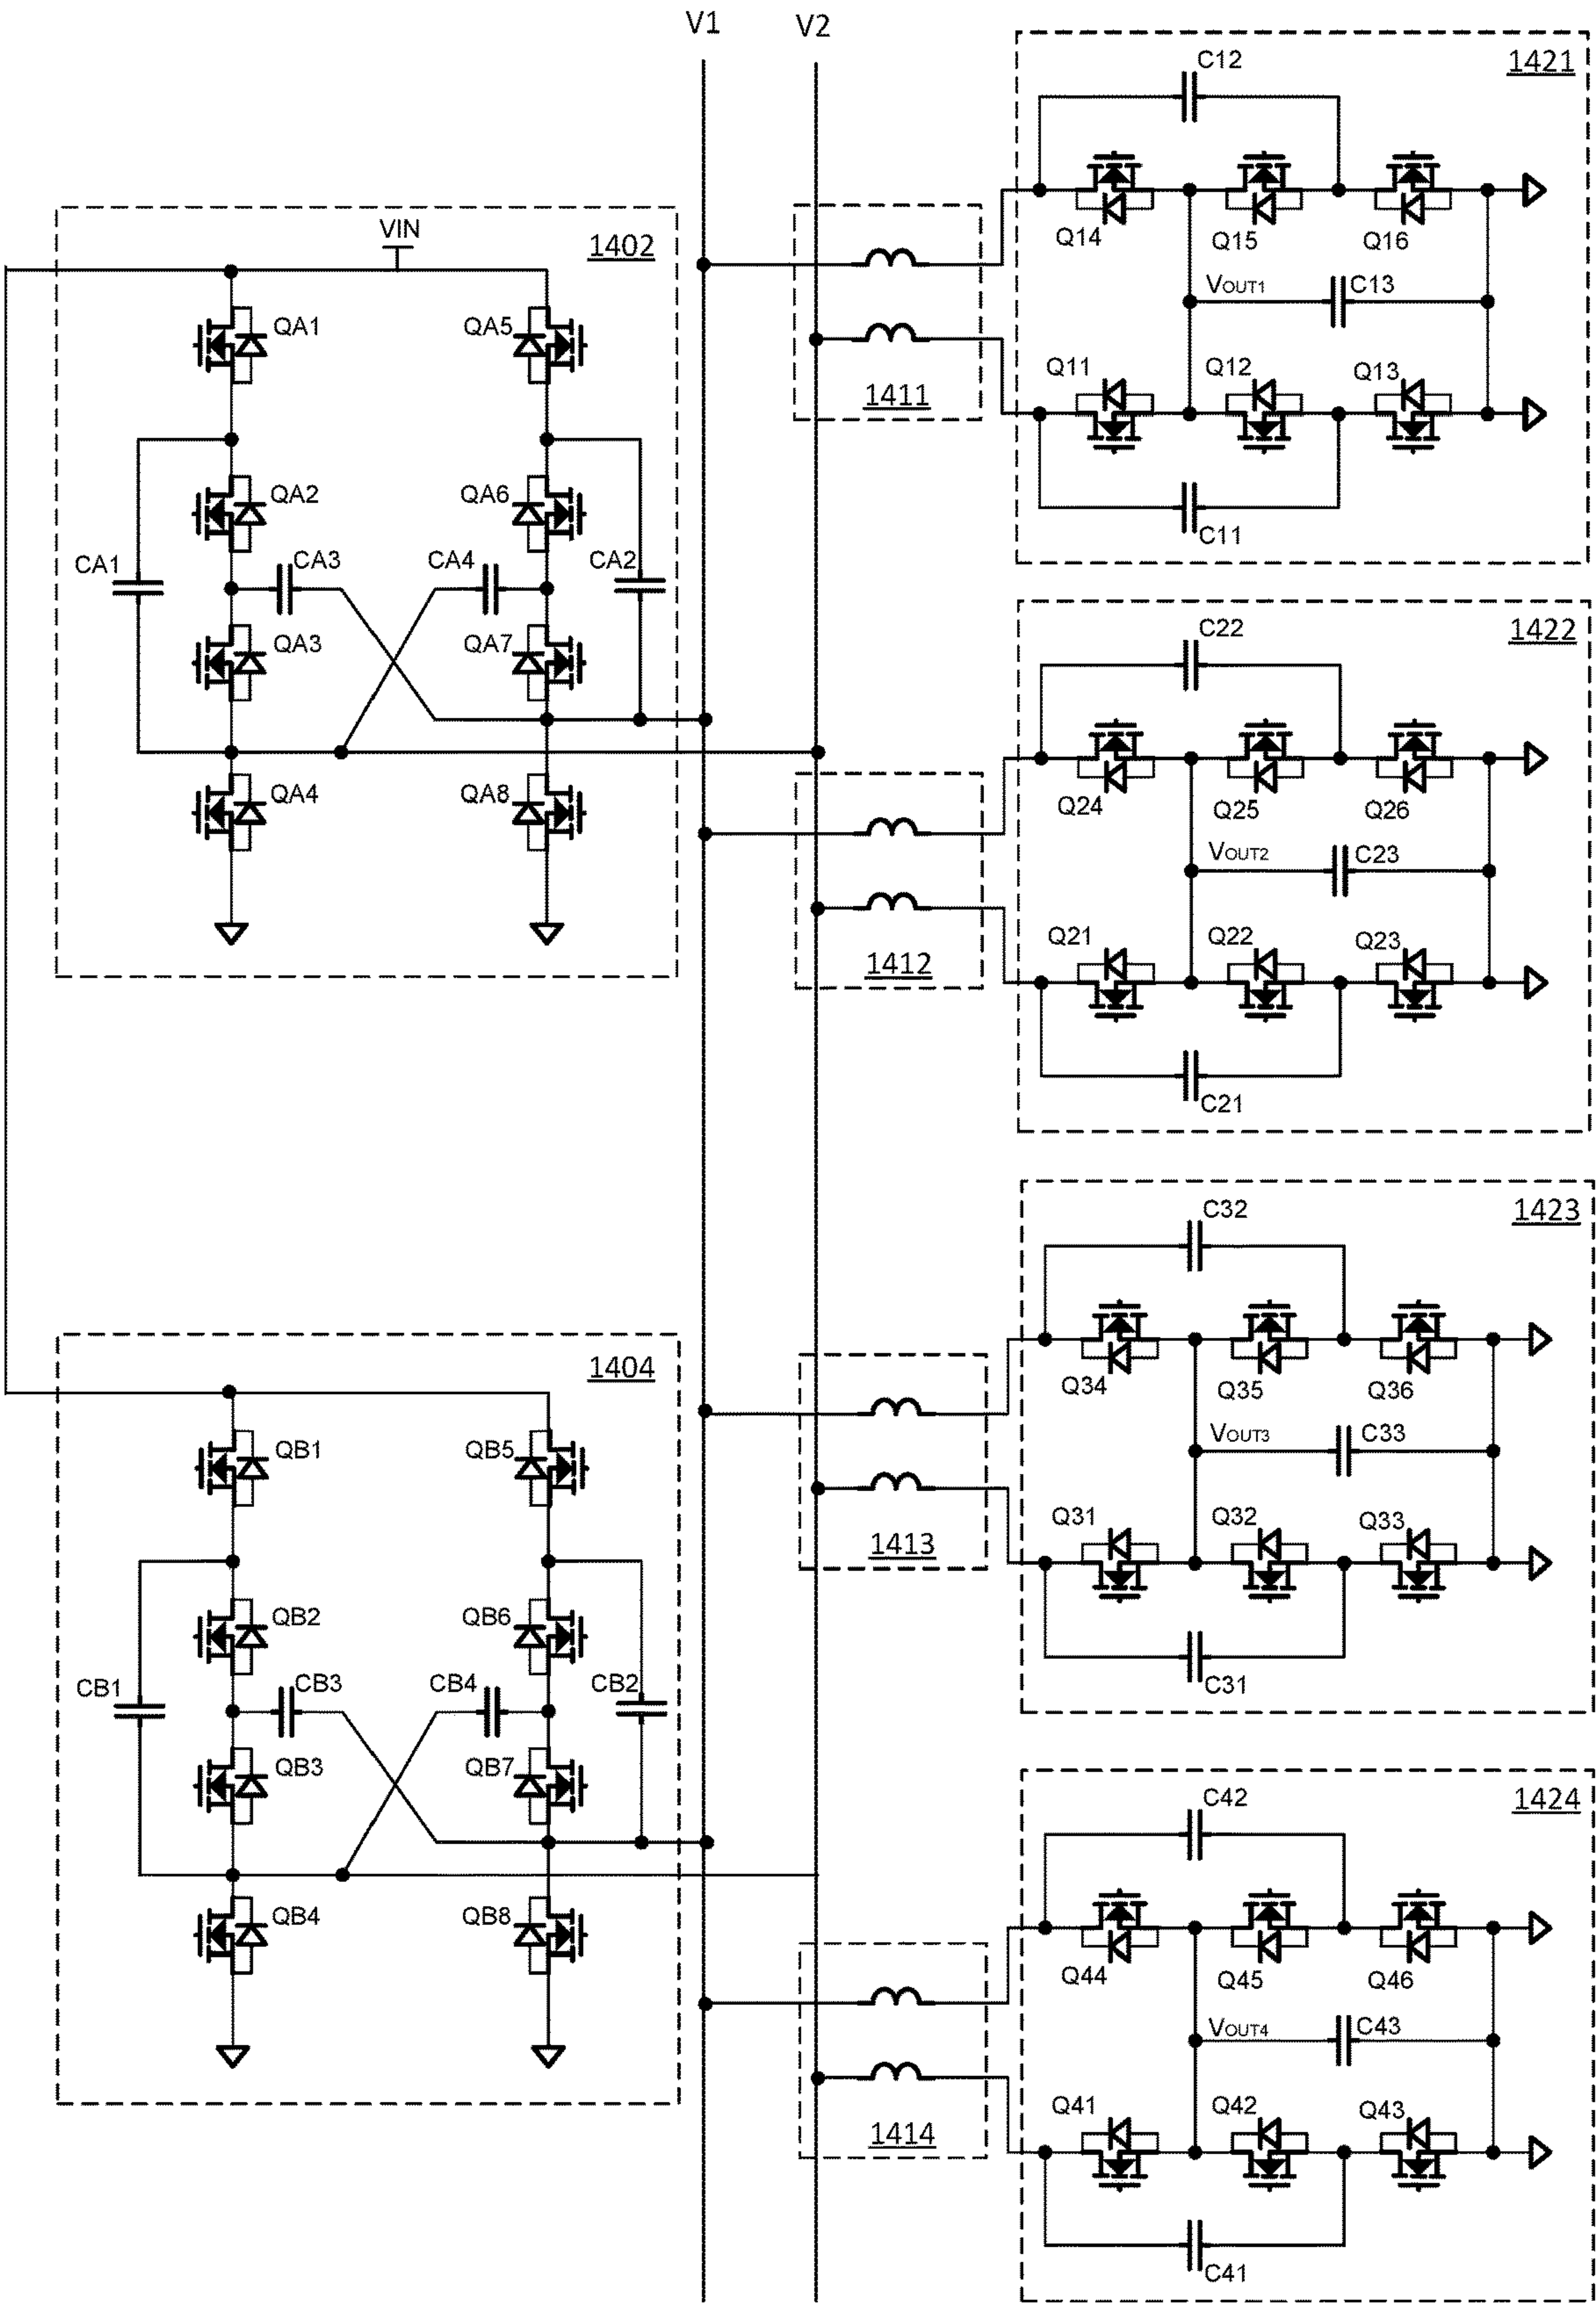 V1
V2
1402
VIN
QA1
QA5
QA2
QA6
CA1
CA3
CA4
CA2
QA3
QA7
QA4
QA8
1404
QB1
QB5
QB2
QB6
CB1
CB3
CB4
CB2
QB3
QB7
QB4
QB8
1411
1412
1413
1414
1421
C12
Q14
Q15
Q16
VOUT1
C13
Q11
Q12
Q13
C11
1422
C22
Q24
Q25
Q26
VOUT2
C23
Q21
Q22
Q23
C21
1423
C32
Q34
Q35
Q36
VOUT3
C33
Q31
Q32
Q33
C31
1424
C42
Q44
Q45
Q46
VOUT4
C43
Q41
Q42
Q43
C41